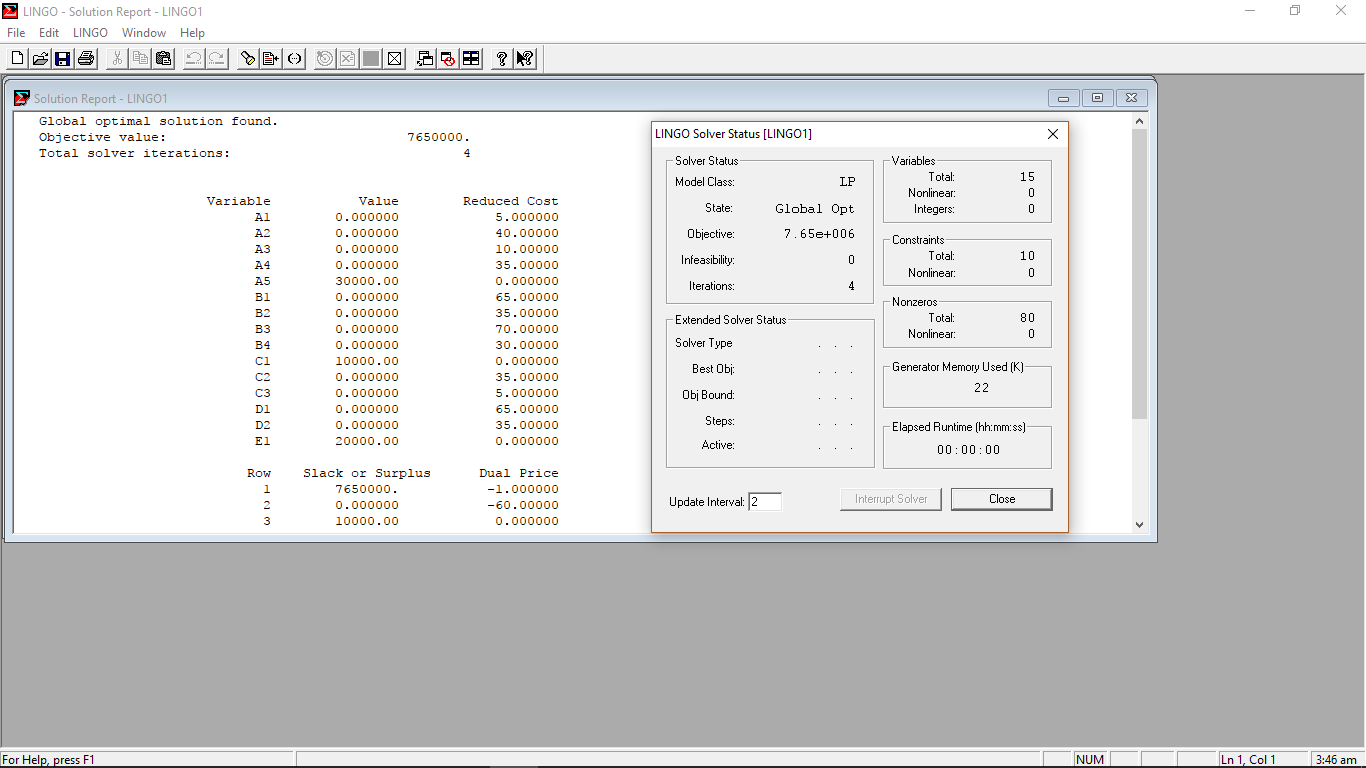 LINGO - Solution Report - LINGO1
File Edit LINGO Window Help
Solution Report - LINGO1
Global optimal solution found.
Objective value: 7650000.
Total solver iterations: 4
Variable Value Reduced Cost
A1 0.000000 5.000000
A2 0.000000 40.00000
A3 0.000000 10.00000
A4 0.000000 35.00000
A5 30000.00 0.000000
B1 0.000000 65.00000
B2 0.000000 35.00000
B3 0.000000 70.00000
B4 0.000000 30.00000
C1 10000.00 0.000000
C2 0.000000 35.00000
C3 0.000000 5.000000
D1 0.000000 65.00000
D2 0.000000 35.00000
E1 20000.00 0.000000
Row Slack or Surplus Dual Price
1 7650000. -1.000000
2 0.000000 -60.00000
3 10000.00 0.000000
LINGO Solver Status [LINGO1]
Solver Status
Model Class: LP
State: Global Opt
Objective: 7.65e+006
Infeasibility: 0
Iterations: 4
Extended Solver Status
Solver Type . . .
Best Obj: . . .
Obj Bound: . . .
Steps: . . .
Active: . . .
Update Interval: 2
Variables
Total: 15
Nonlinear: 0
Integers: 0
Constraints
Total: 10
Nonlinear: 0
Nonzeros
Total: 80
Nonlinear: 0
Generator Memory Used (K)
22
Elapsed Runtime (hh:mm:ss)
00:00:00
Interrupt Solver Close
For Help, press F1 NUM Ln 1, Col 1 3:46 am